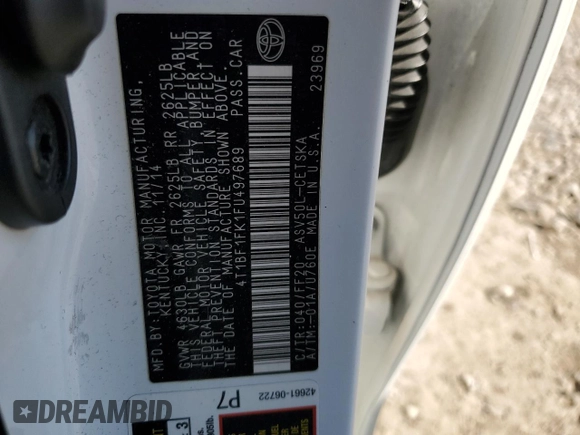 MFD.BY:TOYOTA MOTOR MANUFACTURING,
KENTUCKY, INC. 11/14
GVWR 4630LB GAWR FR 2625LB RR 2625LB
THIS VEHICLE CONFORMS TO ALL APPLICABLE
FEDERAL MOTOR VEHICLE SAFETY, BUMPER, AND
THEFT PREVENTION STANDARDS IN EFFECT ON
THE DATE OF MANUFACTURE SHOWN ABOVE.
4T1BF1FK1FU497689 PASS.CAR
C/TR:040/FF20 ASV50L-CETSKA
A/TM:-01A/U760E MADE IN U.S.A.
23969
42661-06722
P7
DREAMBID